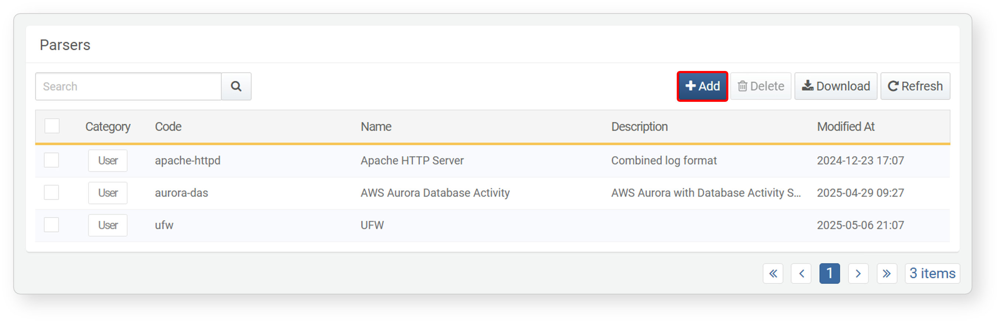 Parsers
Search
Add Delete Download Refresh
Category Code Name Description Modified At
User apache-httpd Apache HTTP Server Combined log format 2024-12-23 17:07
User aurora-das AWS Aurora Database Activity AWS Aurora with Database Activity S... 2025-04-29 09:27
User ufw UFW 2025-05-06 21:07
« ‹ 1 › » 3 items